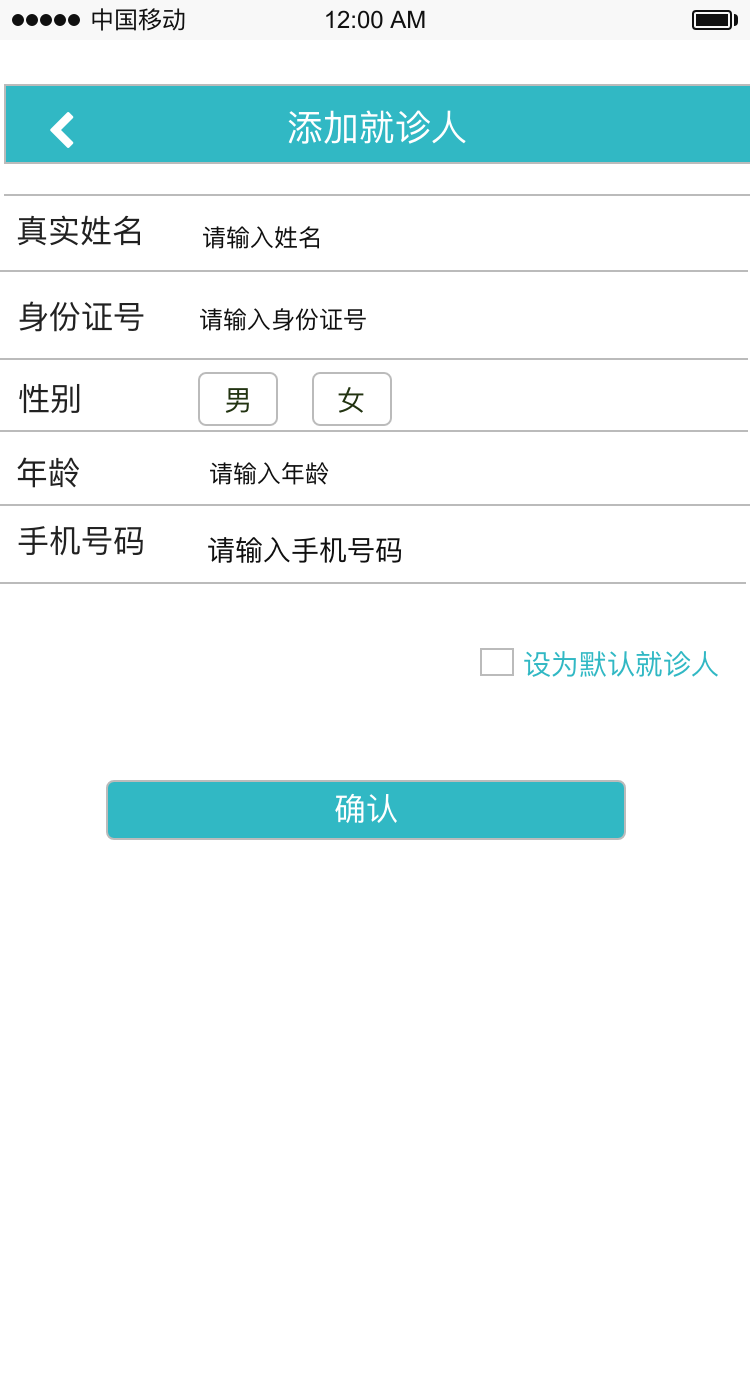 中国移动 12:00 AM
添加就诊人
真实姓名 请输入姓名
身份证号 请输入身份证号
性别 男 女
年龄 请输入年龄
手机号码 请输入手机号码
设为默认就诊人
确认